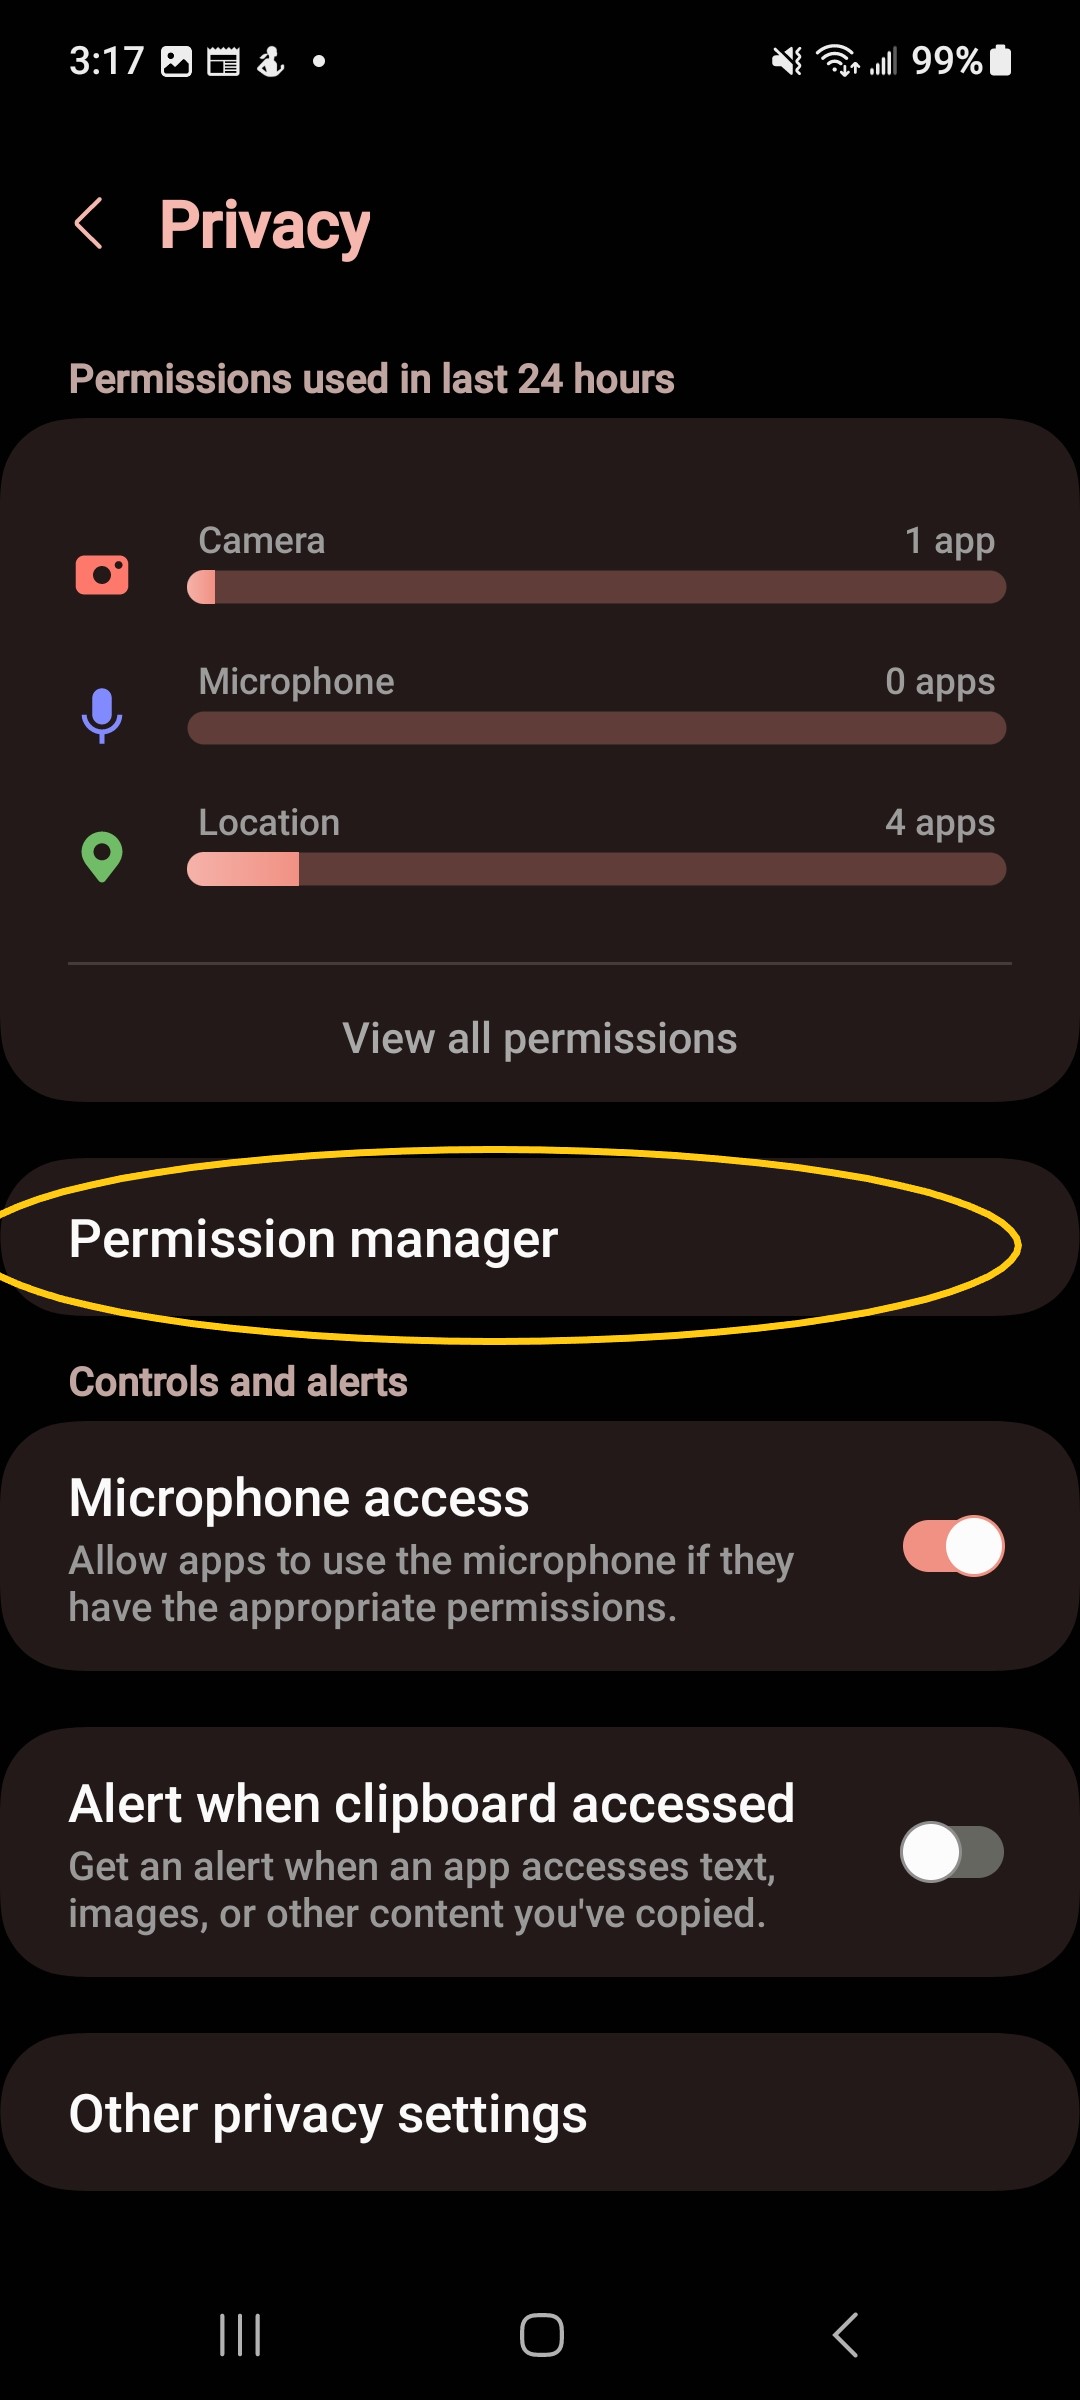 3:17
99%
Privacy
Permissions used in last 24 hours
Camera 1 app
Microphone 0 apps
Location 4 apps
View all permissions
Permission manager
Controls and alerts
Microphone access
Allow apps to use the microphone if they
have the appropriate permissions.
Alert when clipboard accessed
Get an alert when an app accesses text,
images, or other content you've copied.
Other privacy settings